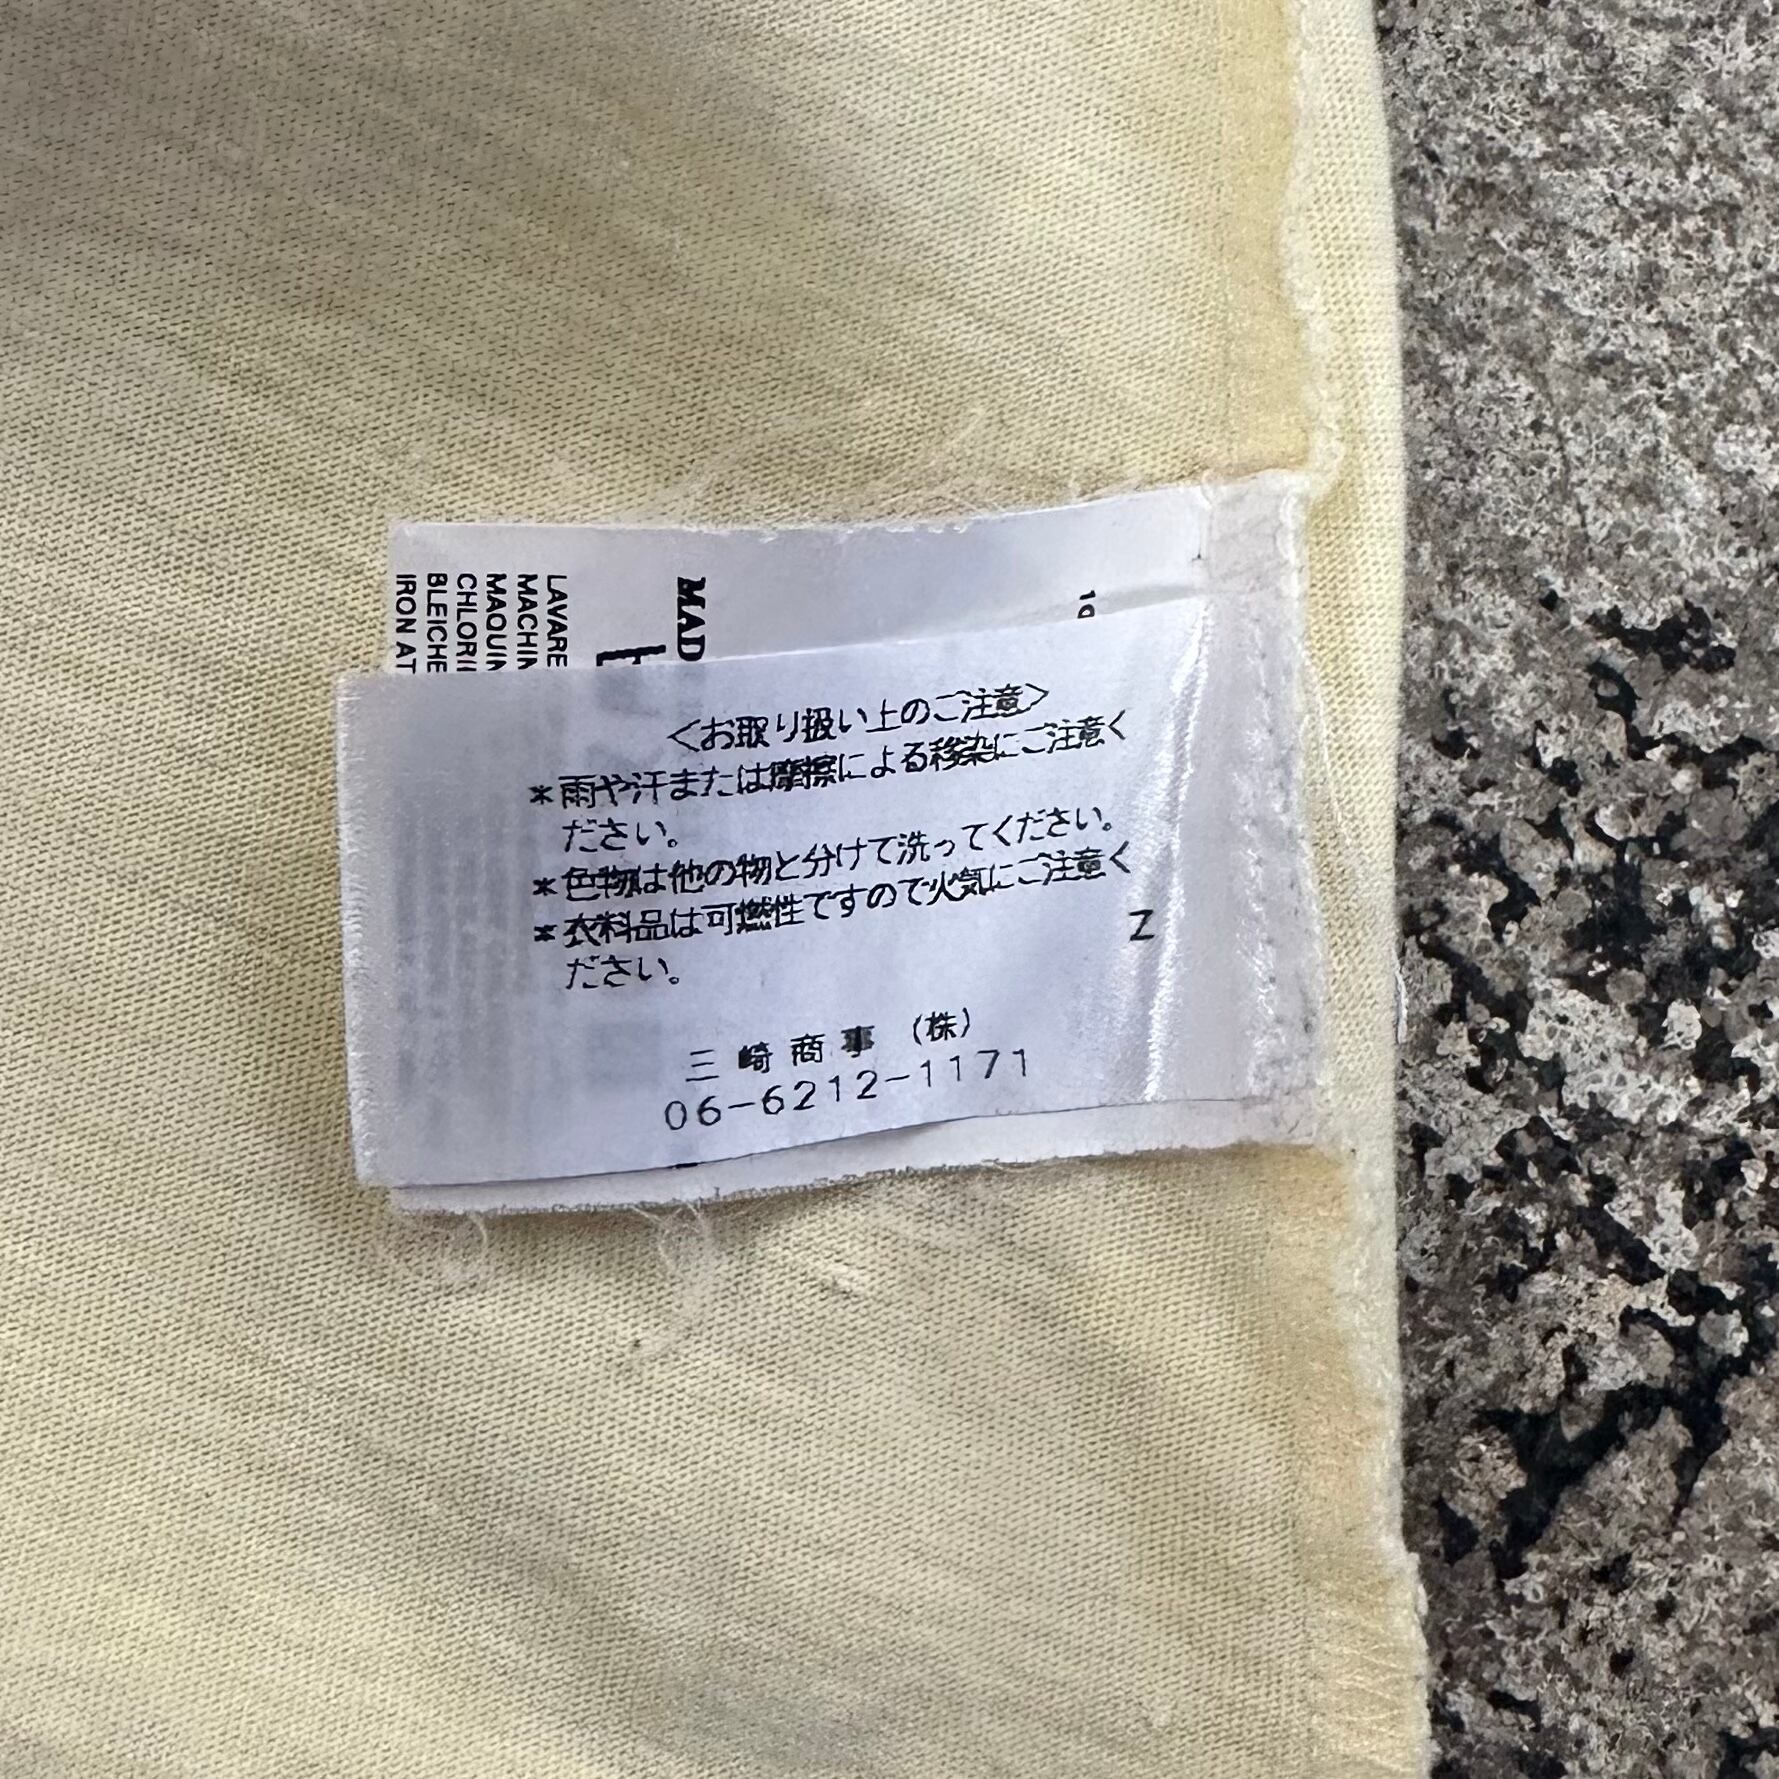 〈お取り扱い上のご注意〉
*雨や汗または摩擦による移染にご注意く
ださい。
*色物は他の物と分けて洗ってください。
*衣料品は可燃性ですので火気にご注意く
ださい。
Z
三崎商事 (株)
06-6212-1171
MAD
LAVARE
MACHIN
MAQUIN
CHLORI
BLEICHE
IRON AT